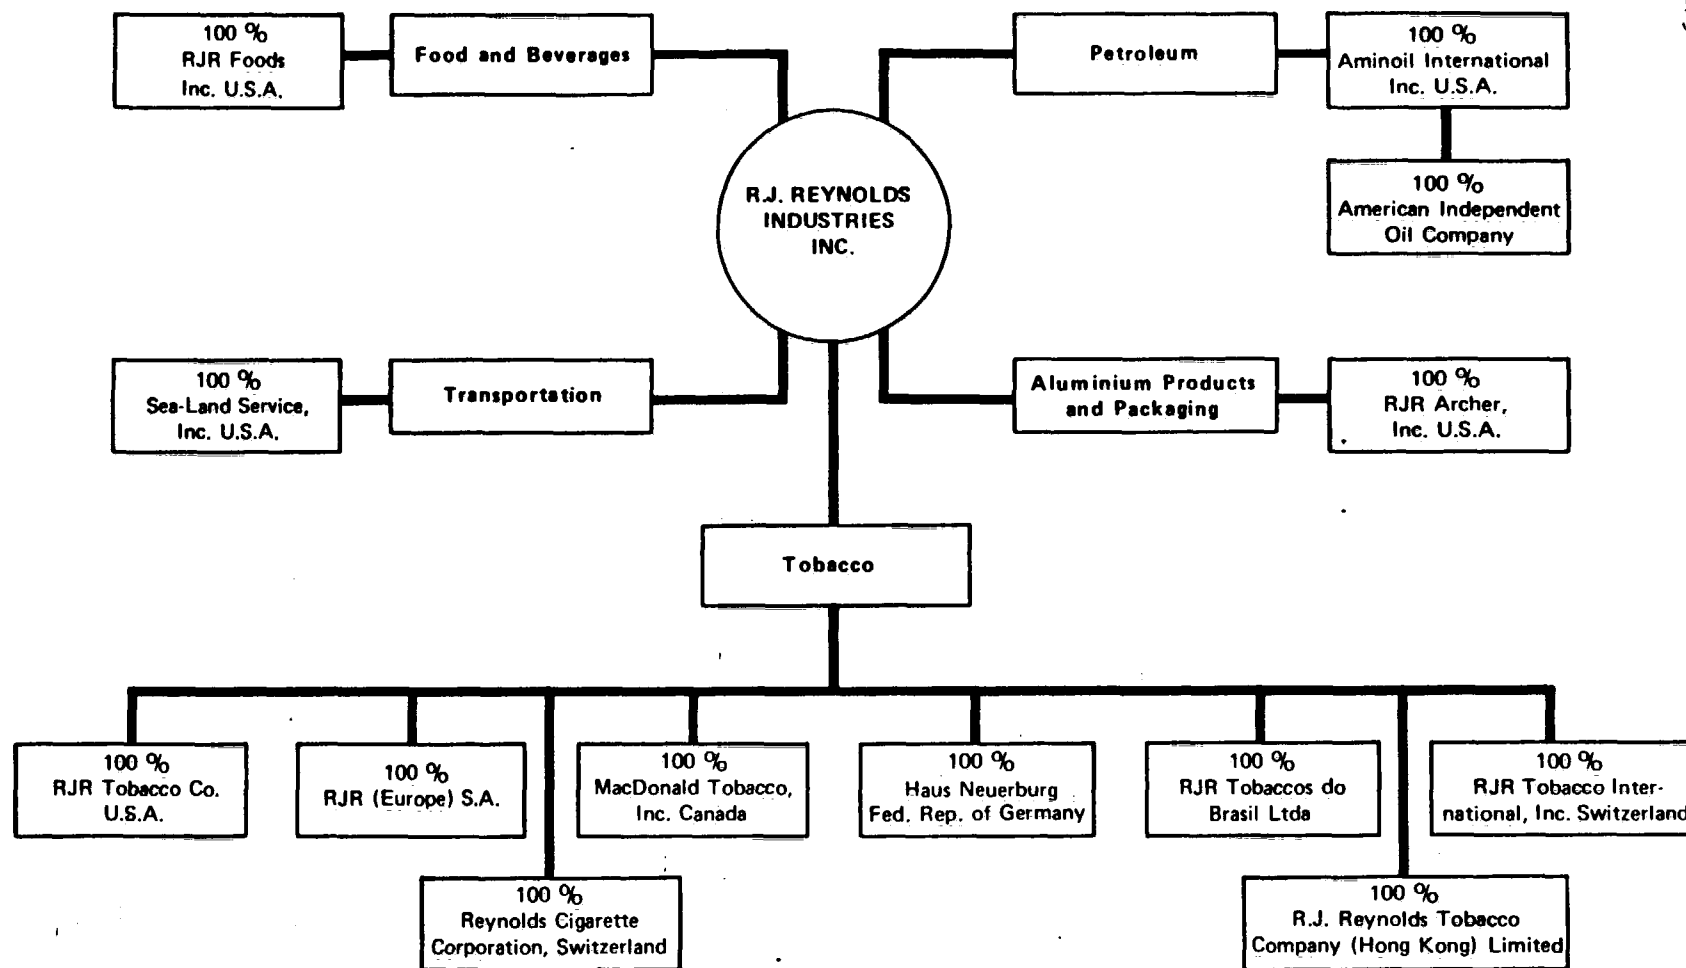 100 %
RJR Foods
Inc. U.S.A.
Food and Beverages
Petroleum
100 %
Aminoil International
Inc. U.S.A.
100 %
American Independent
Oil Company
R.J. REYNOLDS
INDUSTRIES
INC.
100 %
Sea-Land Service,
Inc. U.S.A.
Transportation
Aluminium Products
and Packaging
100 %
RJR Archer,
Inc. U.S.A.
Tobacco
100 %
RJR Tobacco Co.
U.S.A.
100 %
RJR (Europe) S.A.
100 %
MacDonald Tobacco,
Inc. Canada
100 %
Haus Neuerburg
Fed. Rep. of Germany
100 %
RJR Tobaccos do
Brasil Ltda
100 %
RJR Tobacco Inter-
national, Inc. Switzerland
100 %
Reynolds Cigarette
Corporation, Switzerland
100 %
R.J. Reynolds Tobacco
Company (Hong Kong) Limited